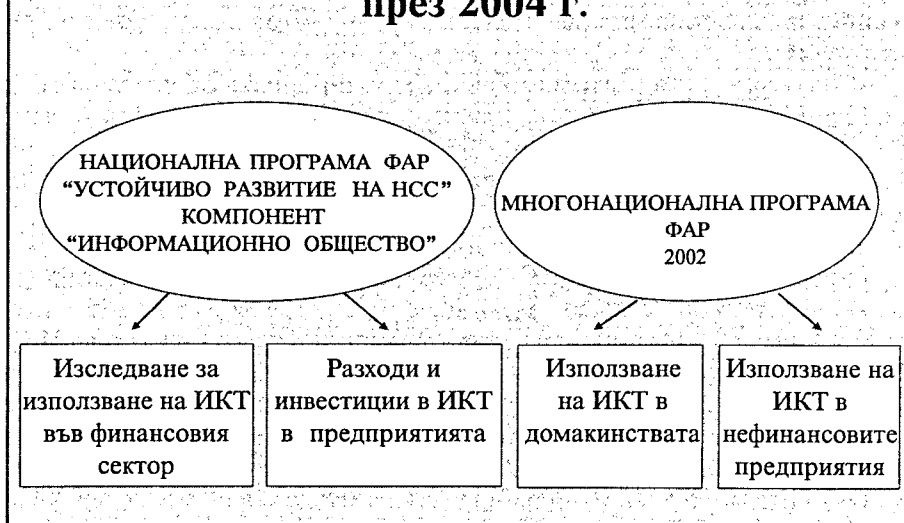 през 2004 г.
НАЦИОНАЛНА ПРОГРАМА ФАР
“УСТОЙЧИВО РАЗВИТИЕ НА НСС”
КОМПОНЕНТ
“ИНФОРМАЦИОННО ОБЩЕСТВО”
МНОГОНАЦИОНАЛНА ПРОГРАМА
ФАР
2002
Изследване за
използване на ИКТ
във финансовия
сектор
Разходи и
инвестиции в ИКТ
в предприятията
Използване
на ИКТ в
домакинствата
Използване на
ИКТ в
нефинансовите
предприятия